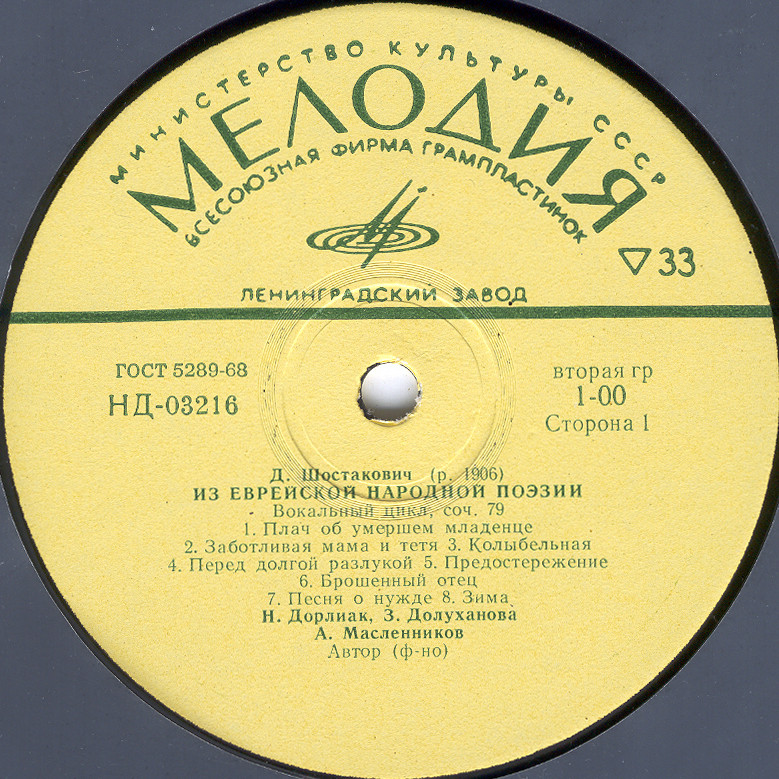 МИНИСТЕРСТВО КУЛЬТУРЫ СССР
МЕЛОДИЯ
ВСЕСОЮЗНАЯ ФИРМА ГРАМПЛАСТИНОК
▽ 33
ЛЕНИНГРАДСКИЙ ЗАВОД
ГОСТ 5289-68
НД-03216
вторая гр
1-00
Сторона 1
Д. Шостакович (р. 1906)
ИЗ ЕВРЕЙСКОЙ НАРОДНОЙ ПОЭЗИИ
Вокальный цикл, соч. 79
1. Плач об умершем младенце
2. Заботливая мама и тетя 3. Колыбельная
4. Перед долгой разлукой 5. Предостережение
6. Брошенный отец
7. Песня о нужде 8. Зима
Н. Дорлиак, З. Долуханова
А. Масленников
Автор (ф-но)